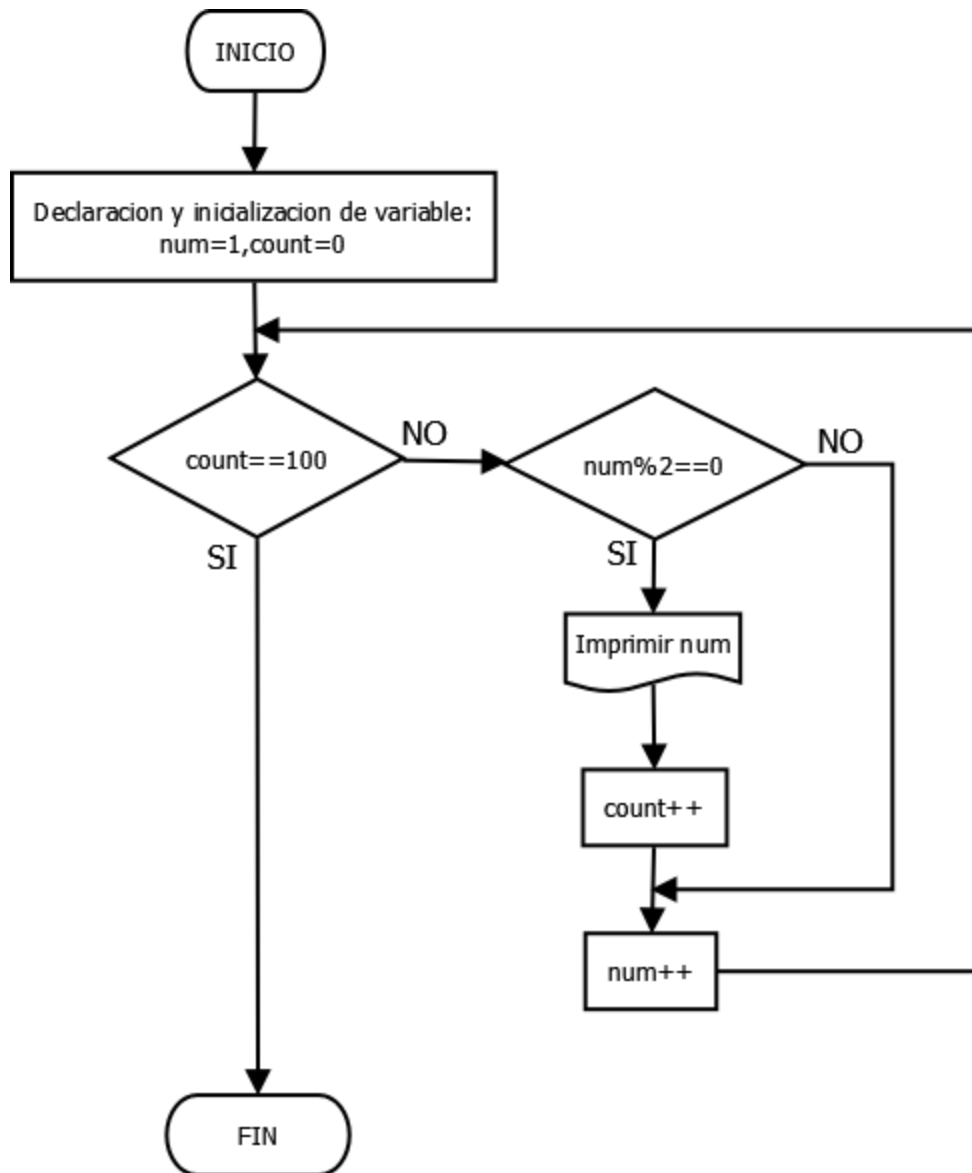 INICIO
Declaracion y inicializacion de variable:
num=1,count=0
count==100
NO
num%2==0
NO
SI
SI
Imprimir num
count++
num++
FIN